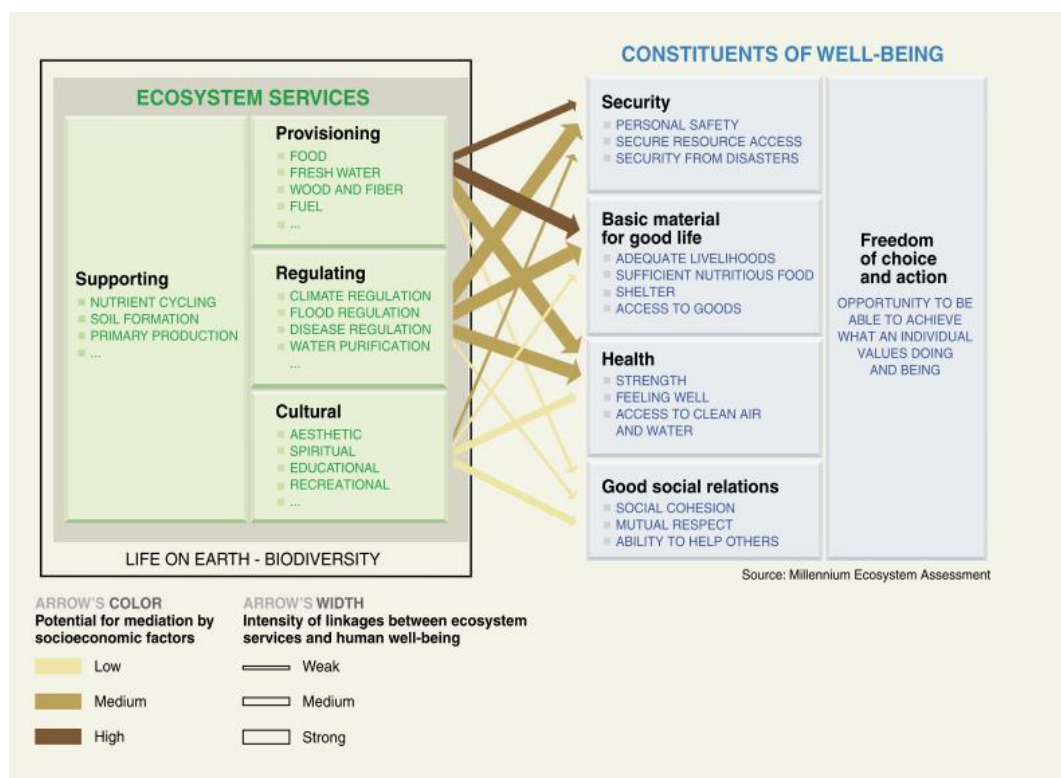 CONSTITUENTS OF WELL-BEING
ECOSYSTEM SERVICES
Supporting
NUTRIENT CYCLING
SOIL FORMATION
PRIMARY PRODUCTION
...
Provisioning
FOOD
FRESH WATER
WOOD AND FIBER
FUEL
...
Regulating
CLIMATE REGULATION
FLOOD REGULATION
DISEASE REGULATION
WATER PURIFICATION
...
Cultural
AESTHETIC
SPIRITUAL
EDUCATIONAL
RECREATIONAL
...
LIFE ON EARTH - BIODIVERSITY
Security
PERSONAL SAFETY
SECURE RESOURCE ACCESS
SECURITY FROM DISASTERS
Basic material
for good life
ADEQUATE LIVELIHOODS
SUFFICIENT NUTRITIOUS FOOD
SHELTER
ACCESS TO GOODS
Health
STRENGTH
FEELING WELL
ACCESS TO CLEAN AIR
AND WATER
Good social relations
SOCIAL COHESION
MUTUAL RESPECT
ABILITY TO HELP OTHERS
Freedom
of choice
and action
OPPORTUNITY TO BE
ABLE TO ACHIEVE
WHAT AN INDIVIDUAL
VALUES DOING
AND BEING
Source: Millennium Ecosystem Assessment
ARROW'S COLOR
Potential for mediation by
socioeconomic factors
Low
Medium
High
ARROW'S WIDTH
Intensity of linkages between ecosystem
services and human well-being
Weak
Medium
Strong